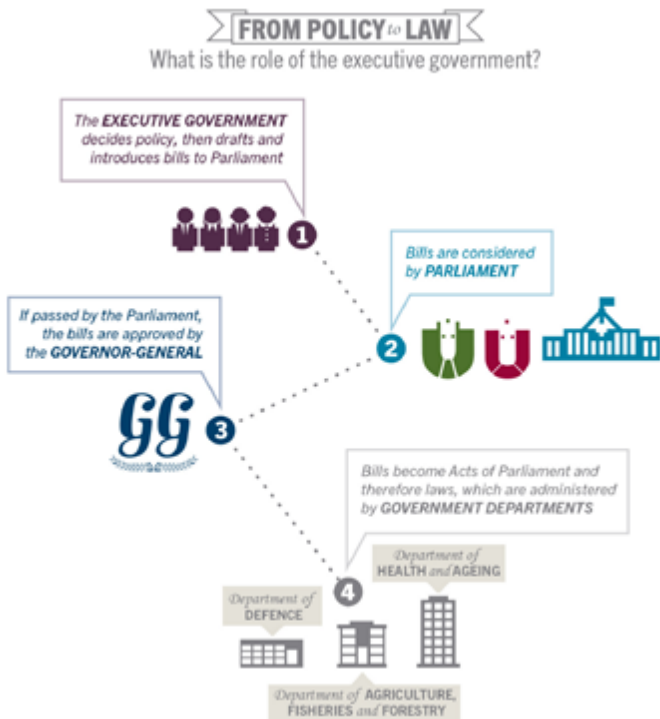 FROM POLICY to LAW
What is the role of the executive government?
The EXECUTIVE GOVERNMENT
decides policy, then drafts and
introduces bills to Parliament
1
Bills are considered
by PARLIAMENT
2
If passed by the Parliament,
the bills are approved by
the GOVERNOR-GENERAL
GG
3
Bills become Acts of Parliament and
therefore laws, which are administered
by GOVERNMENT DEPARTMENTS
4
Department of
HEALTH and AGEING
Department of
DEFENCE
Department of AGRICULTURE,
FISHERIES and FORESTRY